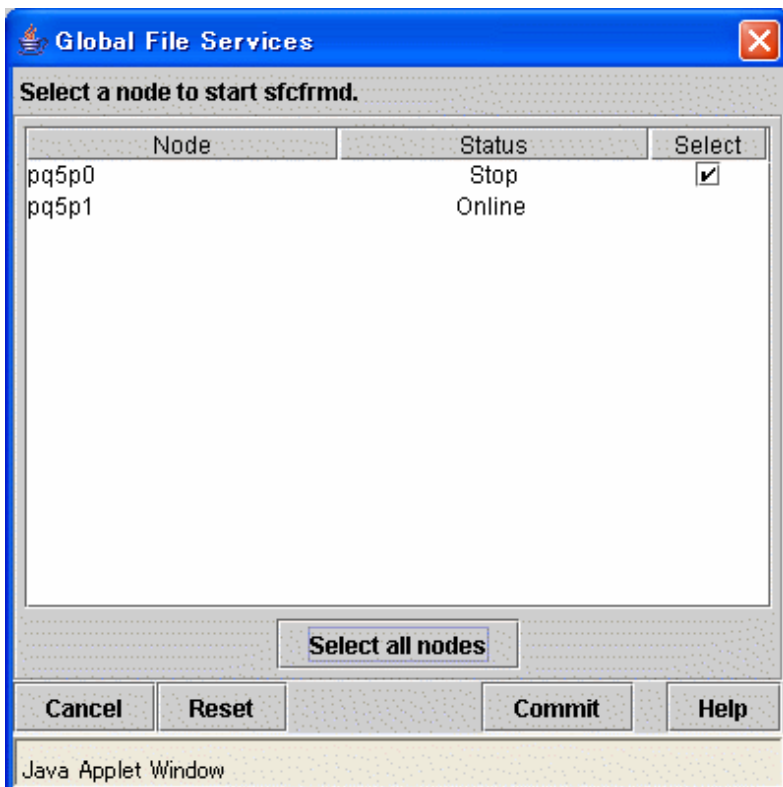 Global File Services
Select a node to start sfcfrmd.
Node Status Select
pq5p0 Stop
pq5p1 Online
Select all nodes
Cancel Reset Commit Help
Java Applet Window